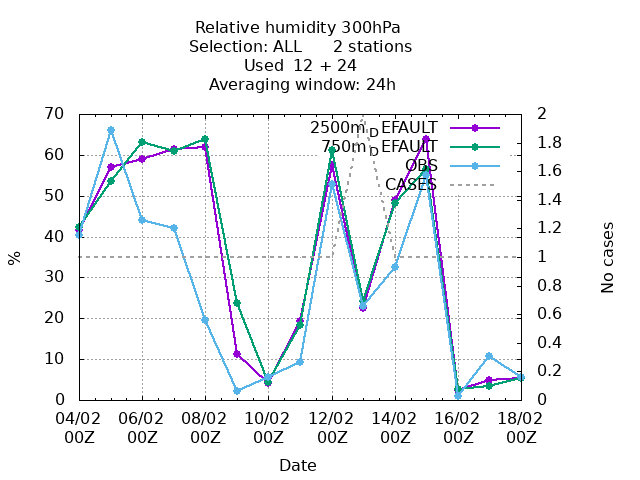 Relative humidity 300hPa
Selection: ALL 2 stations
Used 12 + 24
Averaging window: 24h
70 2
60 1.8
50 1.6
40 1.4
30 1.2
20 1
10 0.8
0 0.6
0.4
0.2
0
2500m_DEFAULT
750m_DEFAULT
OBS
CASES
%
No cases
04/02 06/02 08/02 10/02 12/02 14/02 16/02 18/02
00Z 00Z 00Z 00Z 00Z 00Z 00Z 00Z
Date